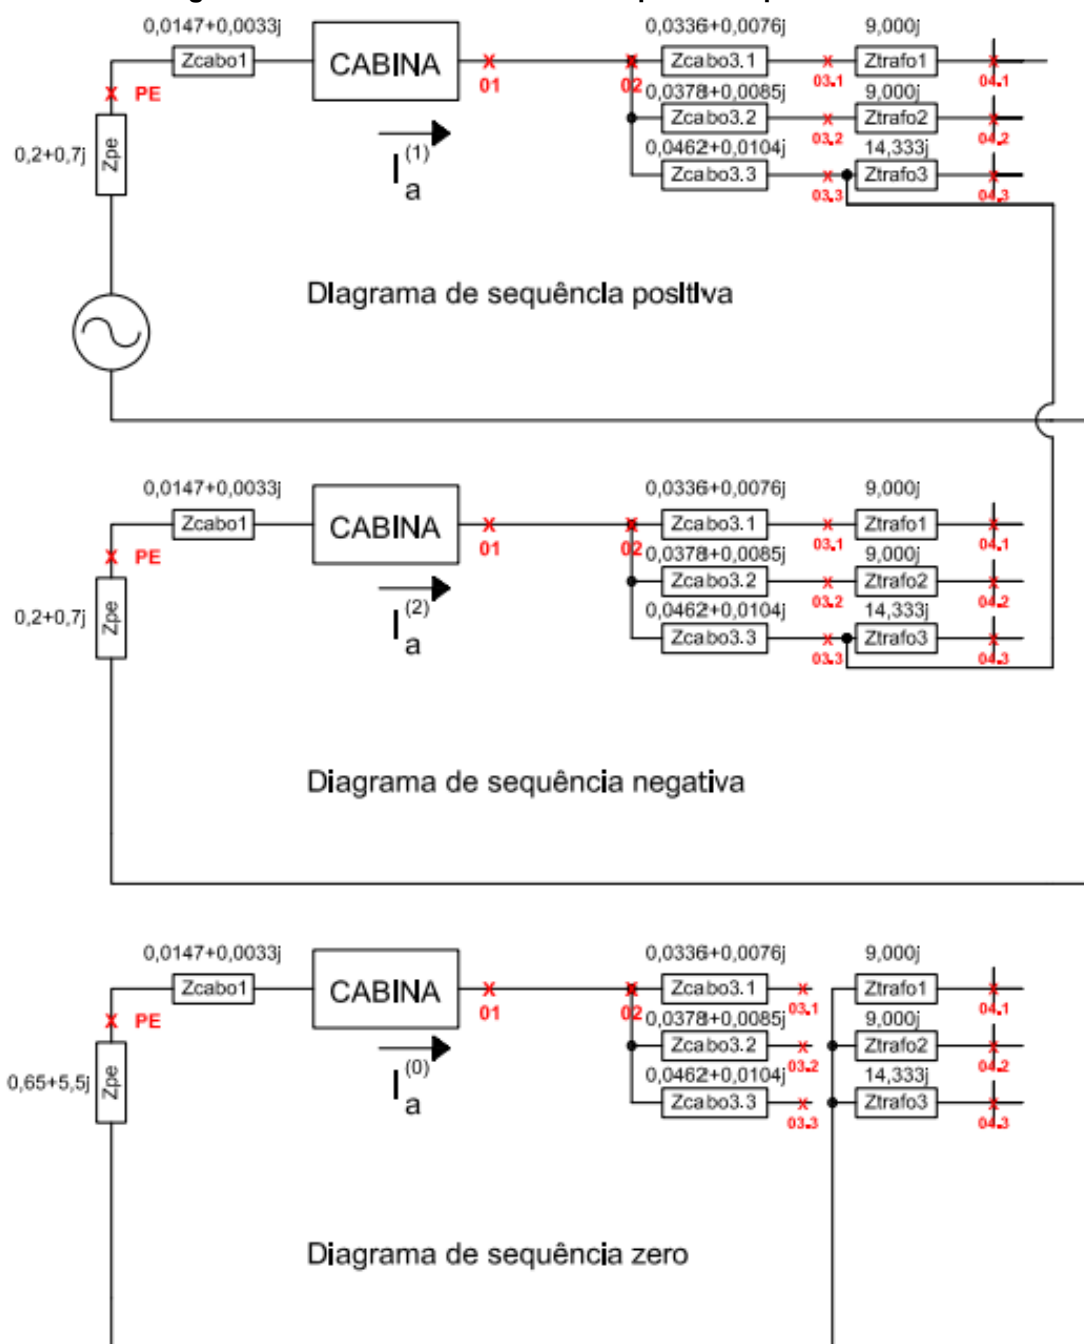 0,0147+0,0033j
0,0336+0,0076j
9,000j
Zcabo1
CABINA
01
02
Zcabo3.1
03.1
Ztrafo1
04.1
PE
0,0378+0,0085j
9,000j
Zcabo3.2
03.2
Ztrafo2
04.2
0,2+0,7j
Zpe
I a (1)
0,0462+0,0104j
14,333j
Zcabo3.3
03.3
Ztrafo3
04.3
Diagrama de sequência positiva
0,0147+0,0033j
0,0336+0,0076j
9,000j
Zcabo1
CABINA
01
02
Zcabo3.1
03.1
Ztrafo1
04.1
PE
0,0378+0,0085j
9,000j
Zcabo3.2
03.2
Ztrafo2
04.2
0,2+0,7j
Zpe
I a (2)
0,0462+0,0104j
14,333j
Zcabo3.3
03.3
Ztrafo3
04.3
Diagrama de sequência negativa
0,0147+0,0033j
0,0336+0,0076j
9,000j
Zcabo1
CABINA
01
02
Zcabo3.1
03.1
Ztrafo1
04.1
PE
0,0378+0,0085j
9,000j
Zcabo3.2
03.2
Ztrafo2
04.2
0,65+5,5j
Zpe
I a (0)
0,0462+0,0104j
14,333j
Zcabo3.3
03.3
Ztrafo3
04.3
Diagrama de sequência zero